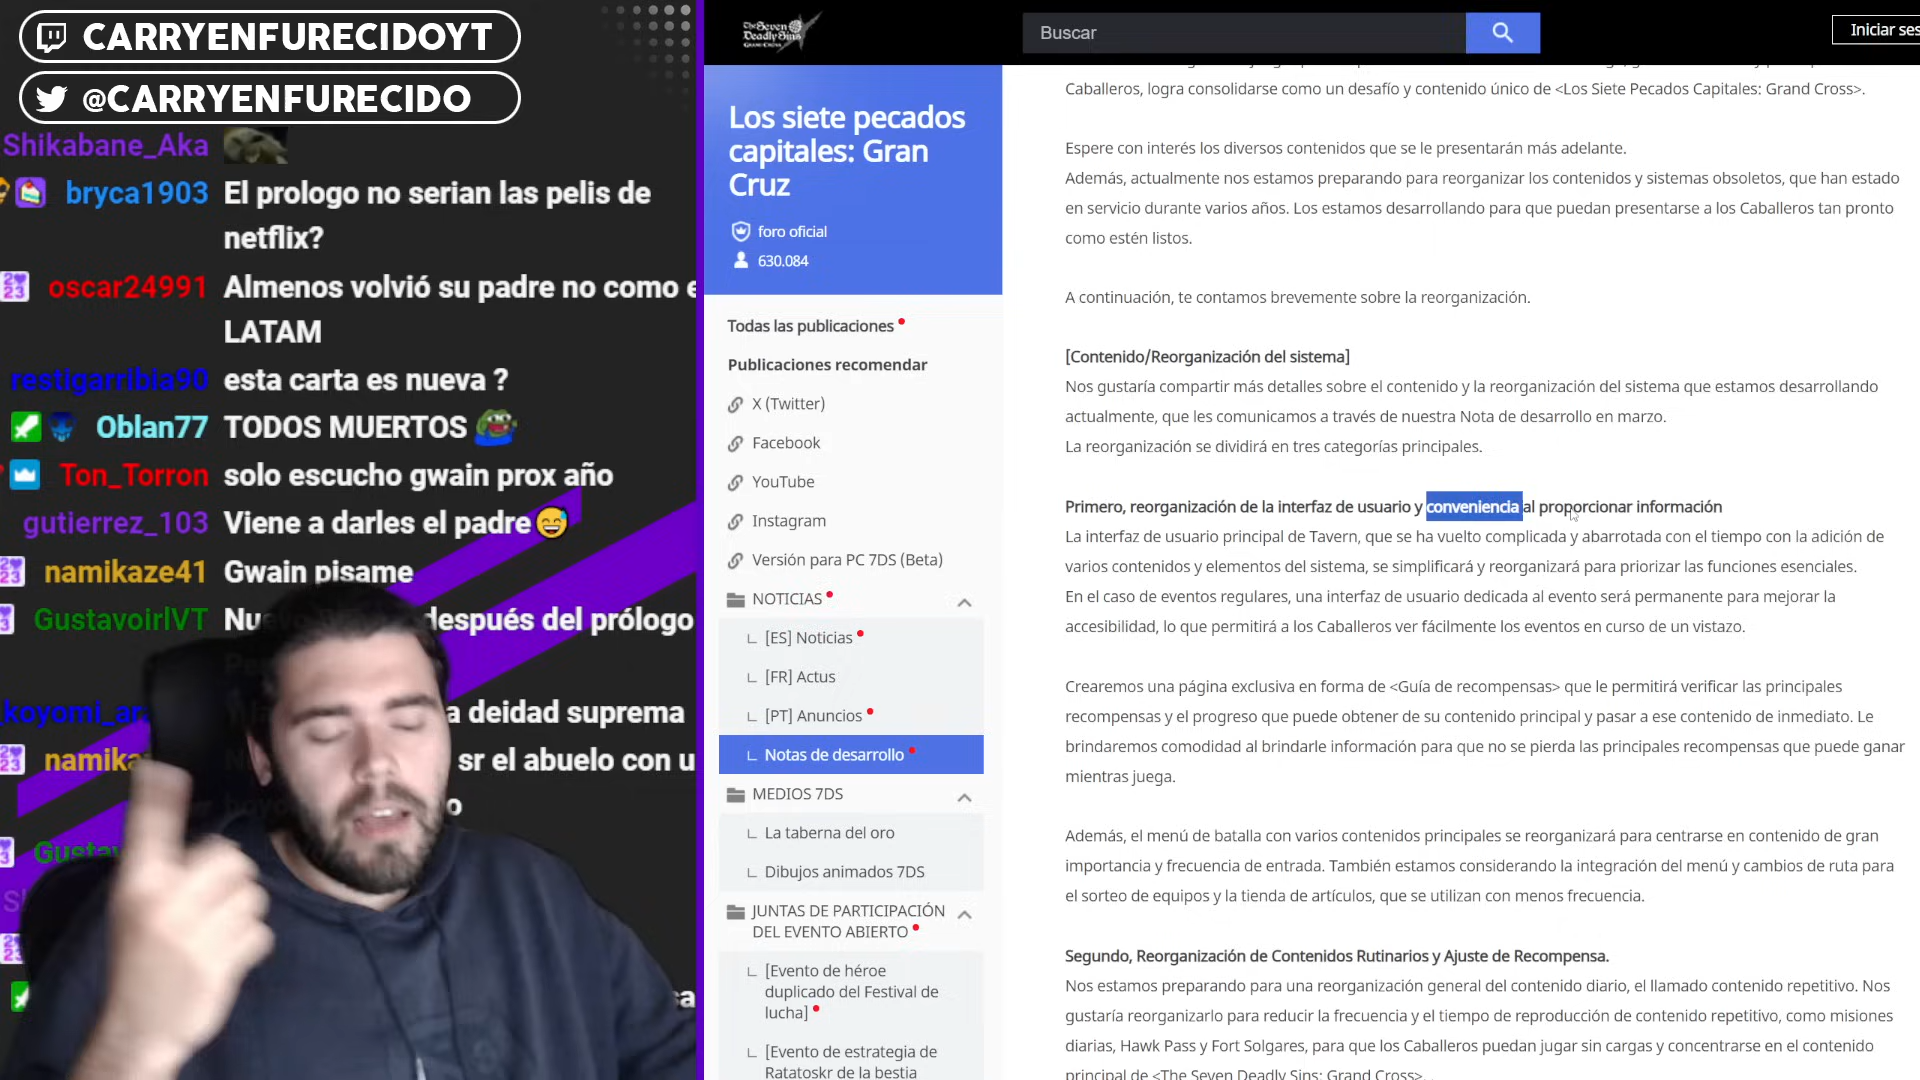 CARRYENFURECIDOYT
@CARRYENFURECIDO
Shikabane_Aka
bryca1903 El prologo no serian las pelis de
netflix?
oscar24991 Almenos volvió su padre no como e
LATAM
restigarribia90 esta carta es nueva ?
Oblan77 TODOS MUERTOS
Ton_Torron solo escucho gwain prox año
gutierrez_103 Viene a darles el padre
namikaze41 Gwain pisame
GustavoirlVT después del prólogo
a deidad suprema
sr el abuelo con u
The Seven
Deadly Sins
GRAND CROSS
Buscar
Iniciar ses
Los siete pecados
capitales: Gran
Cruz
foro oficial
630.084
Todas las publicaciones
Publicaciones recomendar
X (Twitter)
Facebook
YouTube
Instagram
Versión para PC 7DS (Beta)
NOTICIAS
[ES] Noticias
[FR] Actus
[PT] Anuncios
Notas de desarrollo
MEDIOS 7DS
La taberna del oro
Dibujos animados 7DS
JUNTAS DE PARTICIPACIÓN
DEL EVENTO ABIERTO
[Evento de héroe
duplicado del Festival de
lucha]
[Evento de estrategia de
Ratatoskr de la bestia
Caballeros, logra consolidarse como un desafío y contenido único de <Los Siete Pecados Capitales: Grand Cross>.
Espere con interés los diversos contenidos que se le presentarán más adelante.
Además, actualmente nos estamos preparando para reorganizar los contenidos y sistemas obsoletos, que han estado
en servicio durante varios años. Los estamos desarrollando para que puedan presentarse a los Caballeros tan pronto
como estén listos.
A continuación, te contamos brevemente sobre la reorganización.
[Contenido/Reorganización del sistema]
Nos gustaría compartir más detalles sobre el contenido y la reorganización del sistema que estamos desarrollando
actualmente, que les comunicamos a través de nuestra Nota de desarrollo en marzo.
La reorganización se dividirá en tres categorías principales.
Primero, reorganización de la interfaz de usuario y conveniencia al proporcionar información
La interfaz de usuario principal de Tavern, que se ha vuelto complicada y abarrotada con el tiempo con la adición de
varios contenidos y elementos del sistema, se simplificará y reorganizará para priorizar las funciones esenciales.
En el caso de eventos regulares, una interfaz de usuario dedicada al evento será permanente para mejorar la
accesibilidad, lo que permitirá a los Caballeros ver fácilmente los eventos en curso de un vistazo.
Crearemos una página exclusiva en forma de <Guía de recompensas> que le permitirá verificar las principales
recompensas y el progreso que puede obtener de su contenido principal y pasar a ese contenido de inmediato. Le
brindaremos comodidad al brindarle información para que no se pierda las principales recompensas que puede ganar
mientras juega.
Además, el menú de batalla con varios contenidos principales se reorganizará para centrarse en contenido de gran
importancia y frecuencia de entrada. También estamos considerando la integración del menú y cambios de ruta para
el sorteo de equipos y la tienda de artículos, que se utilizan con menos frecuencia.
Segundo, Reorganización de Contenidos Rutinarios y Ajuste de Recompensa.
Nos estamos preparando para una reorganización general del contenido diario, el llamado contenido repetitivo. Nos
gustaría reorganizarlo para reducir la frecuencia y el tiempo de reproducción de contenido repetitivo, como misiones
diarias, Hawk Pass y Fort Solgares, para que los Caballeros puedan jugar sin cargas y concentrarse en el contenido
principal de <The Seven Deadly Sins: Grand Cross>. .